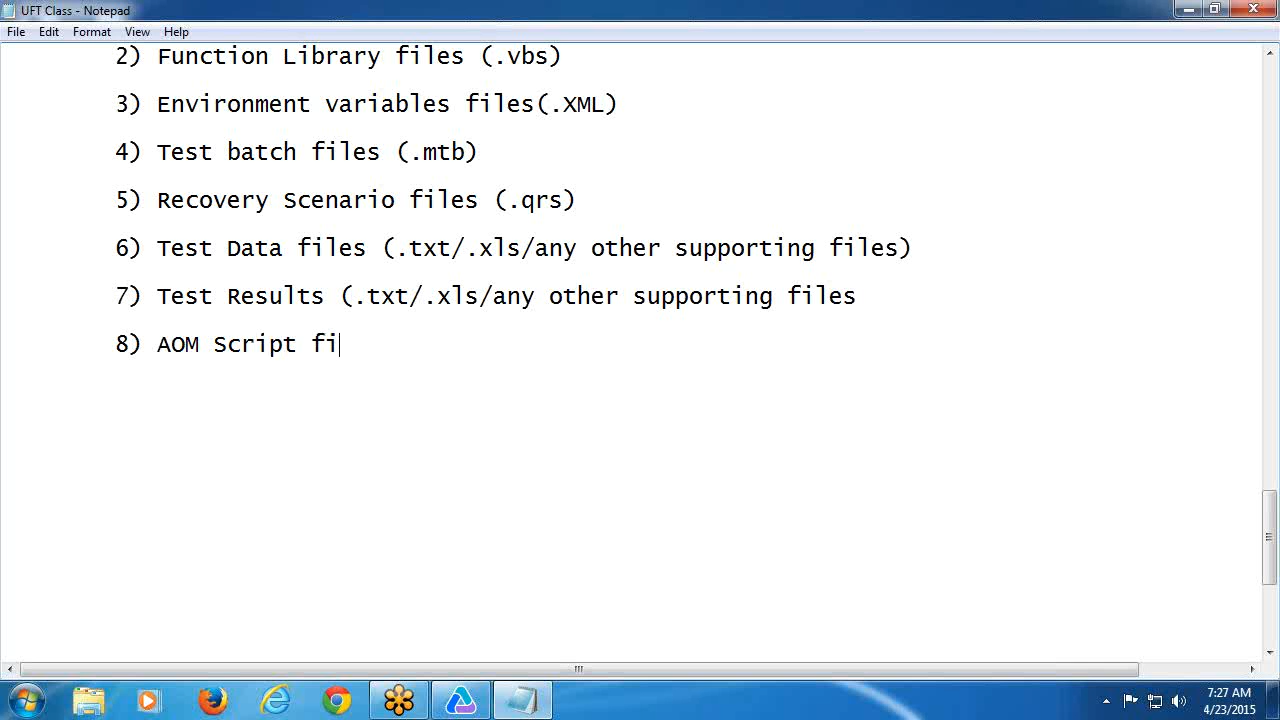 UFT Class - Notepad
File Edit Format View Help
2) Function Library files (.vbs)
3) Environment variables files(.XML)
4) Test batch files (.mtb)
5) Recovery Scenario files (.qrs)
6) Test Data files (.txt/.xls/any other supporting files)
7) Test Results (.txt/.xls/any other supporting files
8) AOM Script fi
7:27 AM
4/23/2015